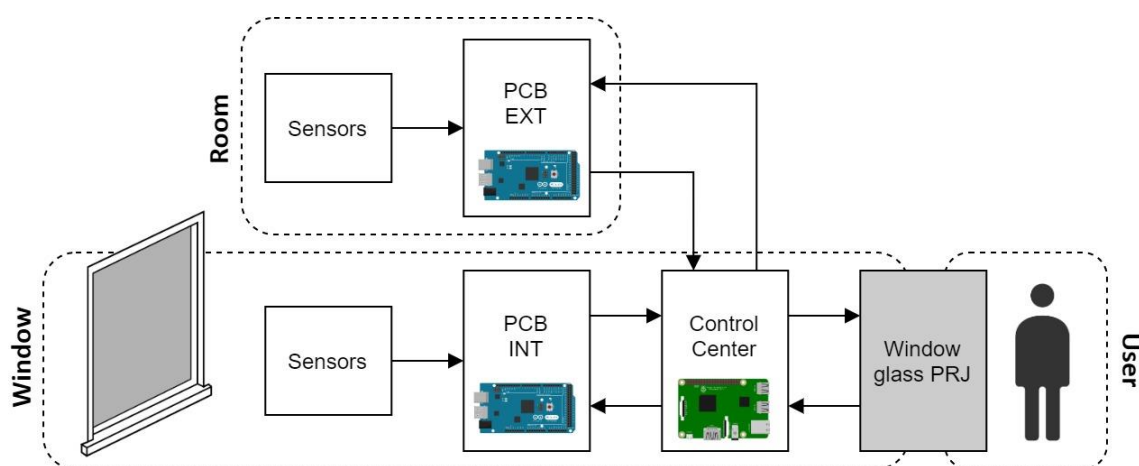 Room
Sensors
PCB
EXT
Window
Sensors
PCB
INT
Control
Center
Window
glass PRJ
User